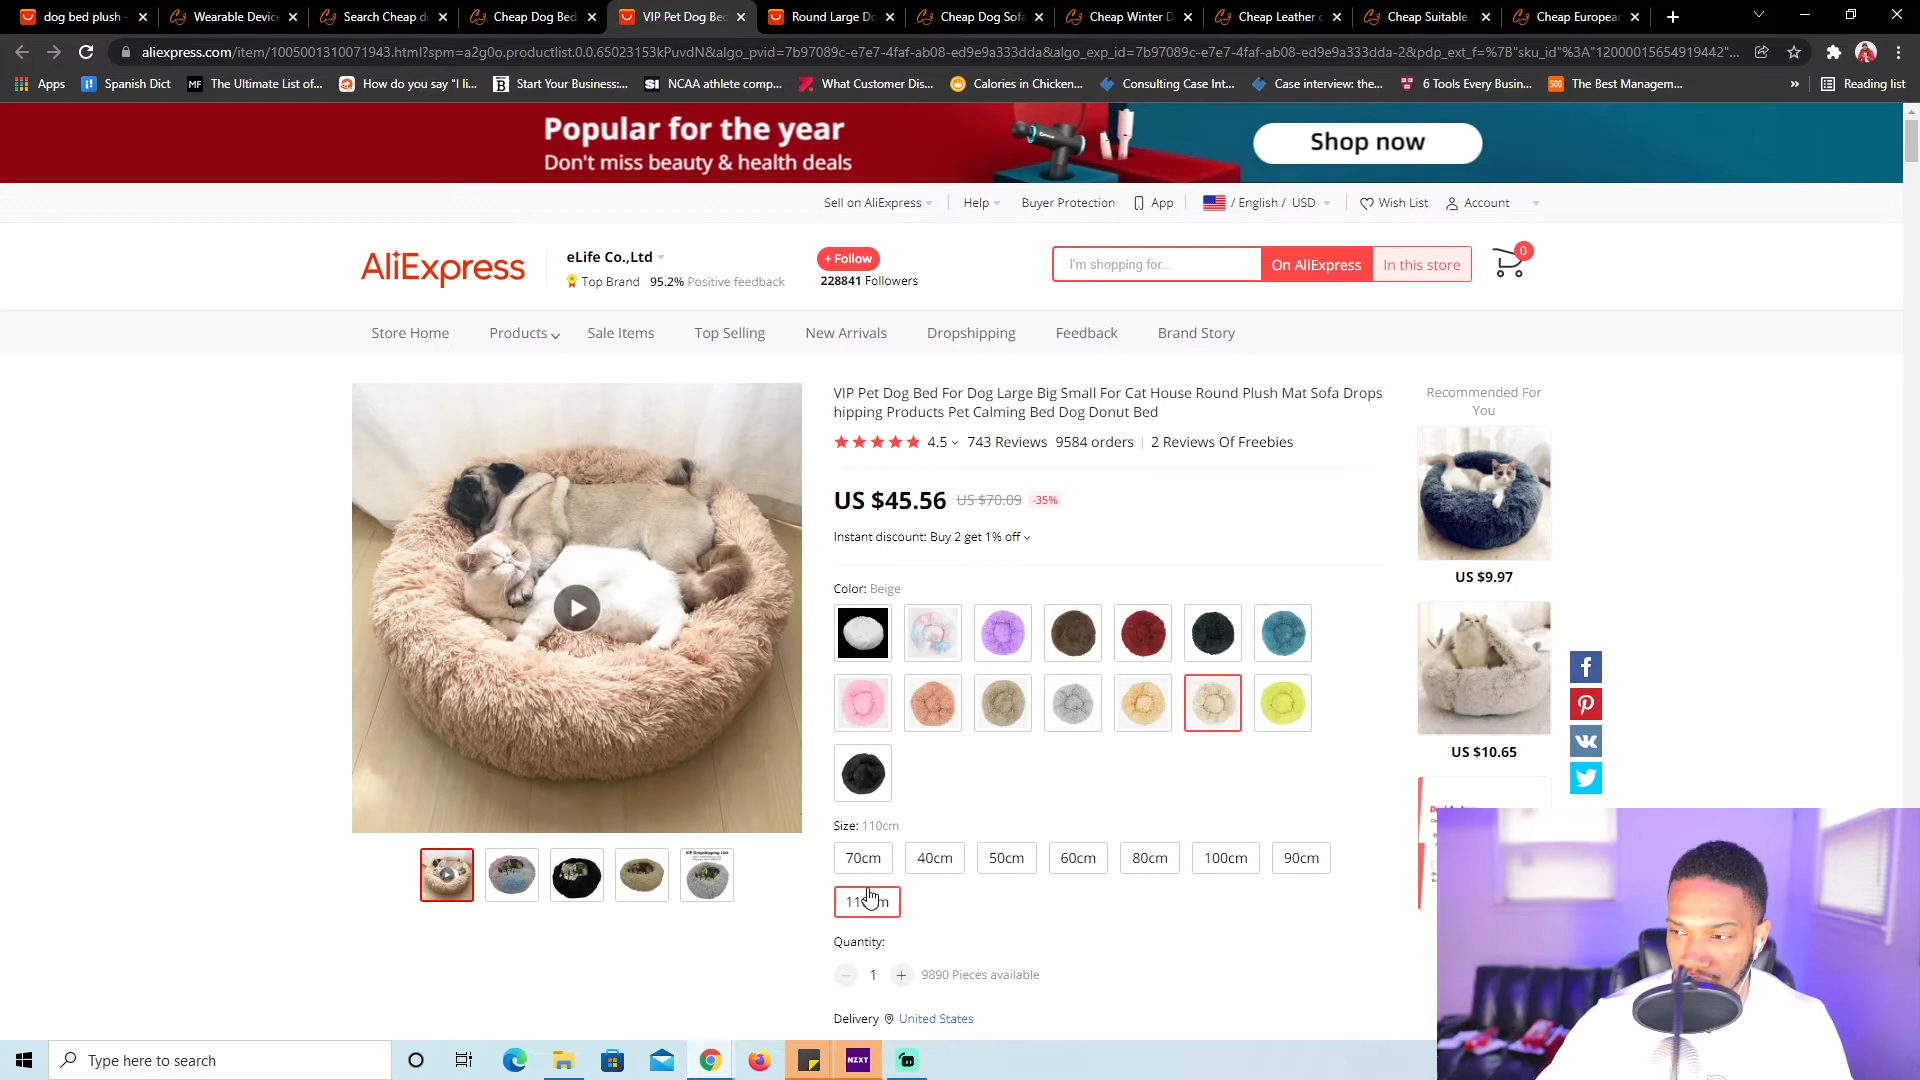 dog bed plush -
Wearable Device
Search Cheap do
Cheap Dog Bed
VIP Pet Dog Bed
Round Large Do
Cheap Dog Sofa
Cheap Winter D
Cheap Leather c
Cheap Suitable
Cheap European
aliexpress.com/item/1005001310071943.html?spm=a2g0o.productlist.0.0.65023153kPuvdN&algo_pvid=7b97089c-e7e7-4faf-ab08-ed9e9a333dda&algo_exp_id=7b97089c-e7e7-4faf-ab08-ed9e9a333dda-2&pdp_ext_f=%7B"sku_id"%3A"12000015654919442"...
Apps
Spanish Dict
MF The Ultimate List of...
How do you say "I li...
B Start Your Business:...
SI NCAA athlete comp...
What Customer Dis...
Calories in Chicken...
Consulting Case Int...
Case interview: the...
6 Tools Every Busin...
500 The Best Managem...
»
Reading list
Popular for the year
Don't miss beauty & health deals
Shop now
Sell on AliExpress
Help
Buyer Protection
App
/ English / USD
Wish List
Account
AliExpress
eLife Co.,Ltd
Top Brand 95.2% Positive feedback
+ Follow
228841 Followers
I'm shopping for...
On AliExpress
In this store
0
Store Home
Products
Sale Items
Top Selling
New Arrivals
Dropshipping
Feedback
Brand Story
VIP Pet Dog Bed For Dog Large Big Small For Cat House Round Plush Mat Sofa Drops
hipping Products Pet Calming Bed Dog Donut Bed
4.5 743 Reviews 9584 orders 2 Reviews Of Freebies
US $45.56 US $70.09 -35%
Instant discount: Buy 2 get 1% off
Color: Beige
Size: 110cm
70cm
40cm
50cm
60cm
80cm
100cm
90cm
Quantity:
1
9890 Pieces available
Delivery United States
Recommended For
You
US $9.97
US $10.65
VIP Dropshipping Link
Type here to search
NZXT